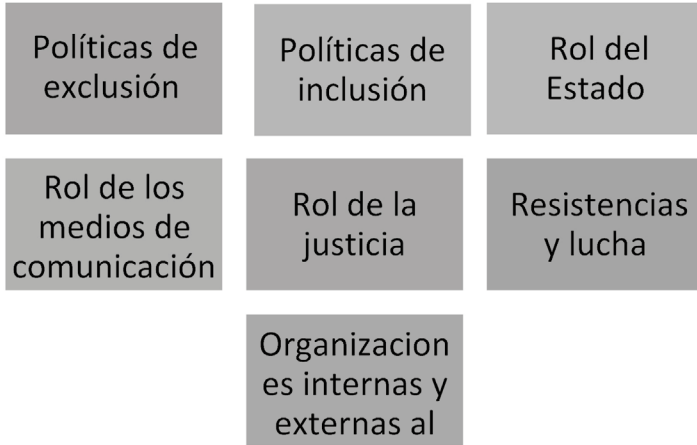 Políticas de
exclusión
Políticas de
inclusión
Rol del
Estado
Rol de los
medios de
comunicación
Rol de la
justicia
Resistencias
y lucha
Organizacion
es internas y
externas al